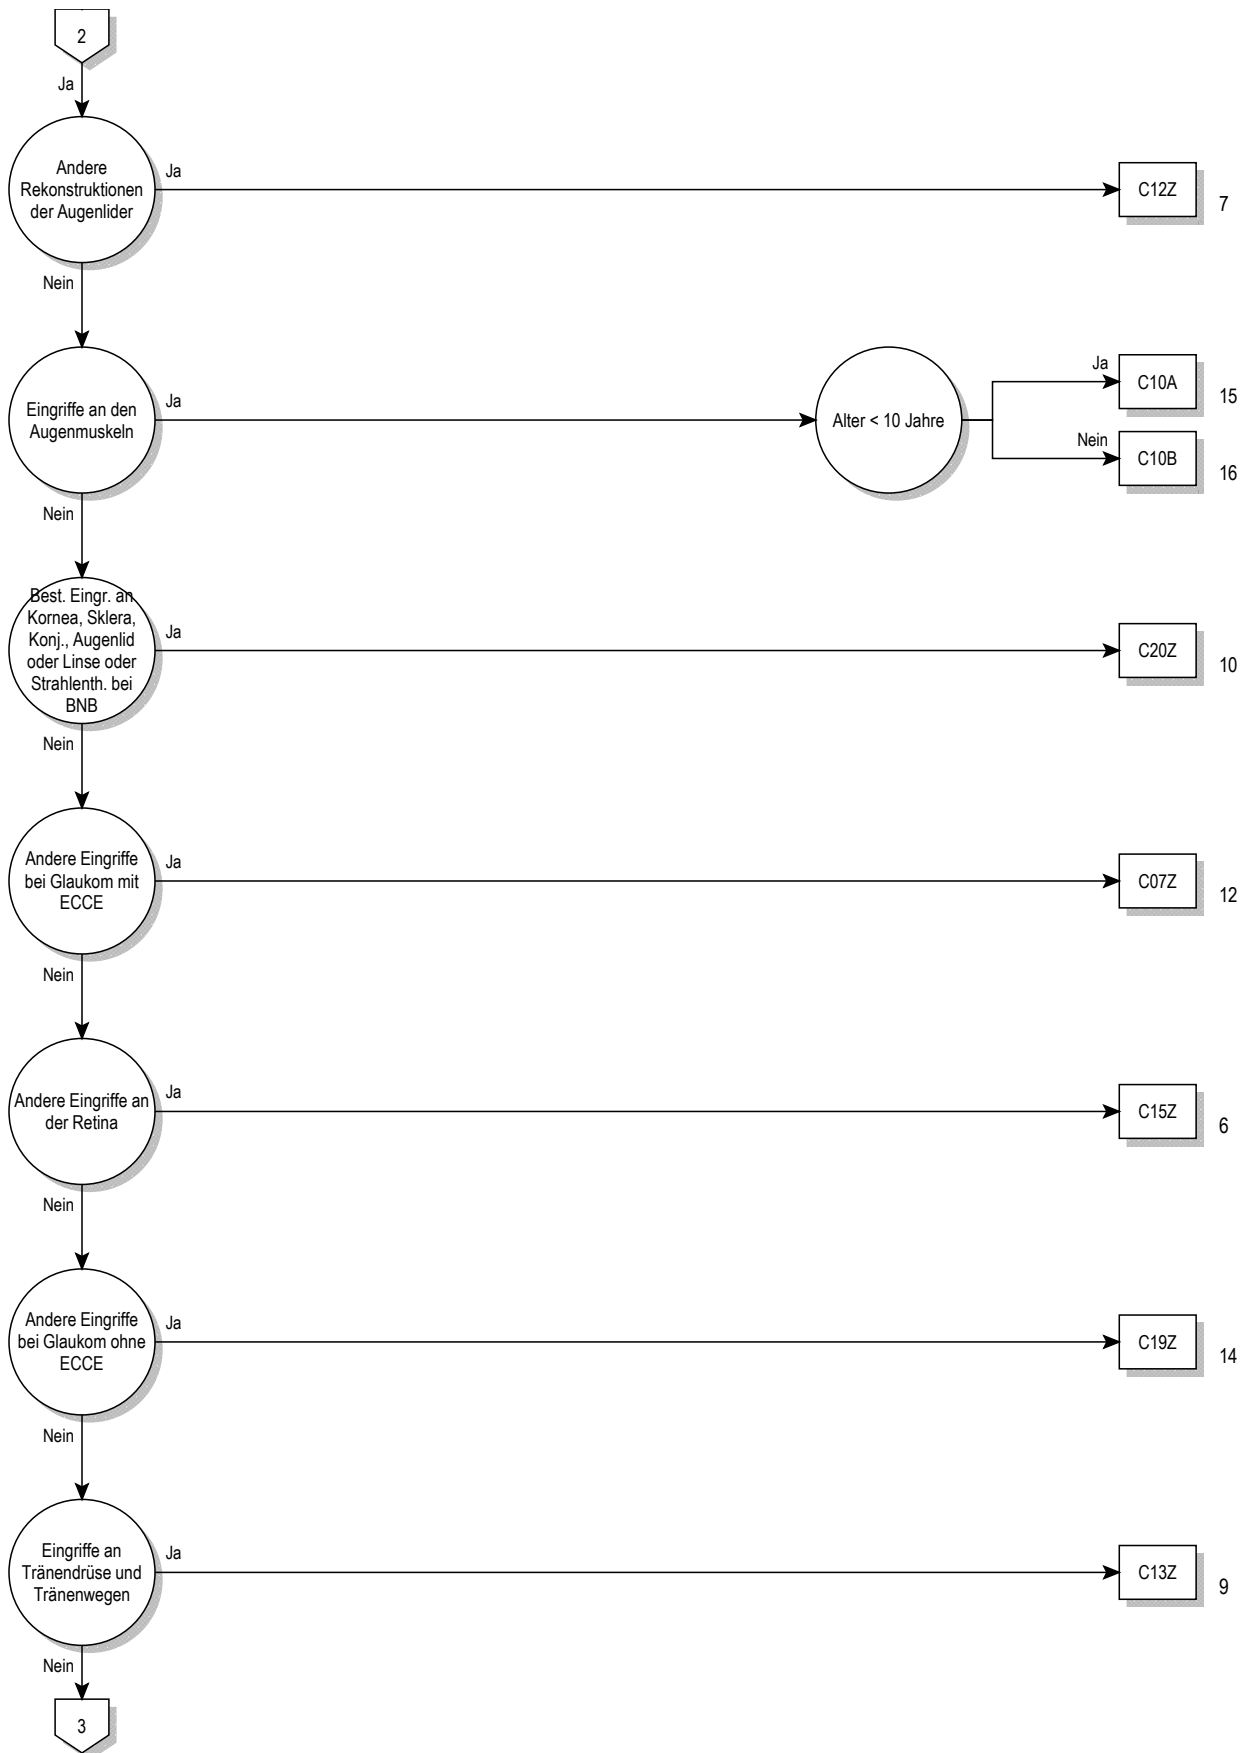 2
Ja
Andere
Rekonstruktionen
der Augenlider
Ja
C12Z
7
Nein
Eingriffe an den
Augenmuskeln
Ja
Alter < 10 Jahre
Ja
C10A
15
Nein
C10B
16
Nein
Best. Eingr. an
Kornea, Sklera,
Konj., Augenlid
oder Linse oder
Strahlenth. bei
BNB
Ja
C20Z
10
Nein
Andere Eingriffe
bei Glaukom mit
ECCE
Ja
C07Z
12
Nein
Andere Eingriffe an
der Retina
Ja
C15Z
6
Nein
Andere Eingriffe
bei Glaukom ohne
ECCE
Ja
C19Z
14
Nein
Eingriffe an
Tränendrüse und
Tränenwegen
Ja
C13Z
9
Nein
3